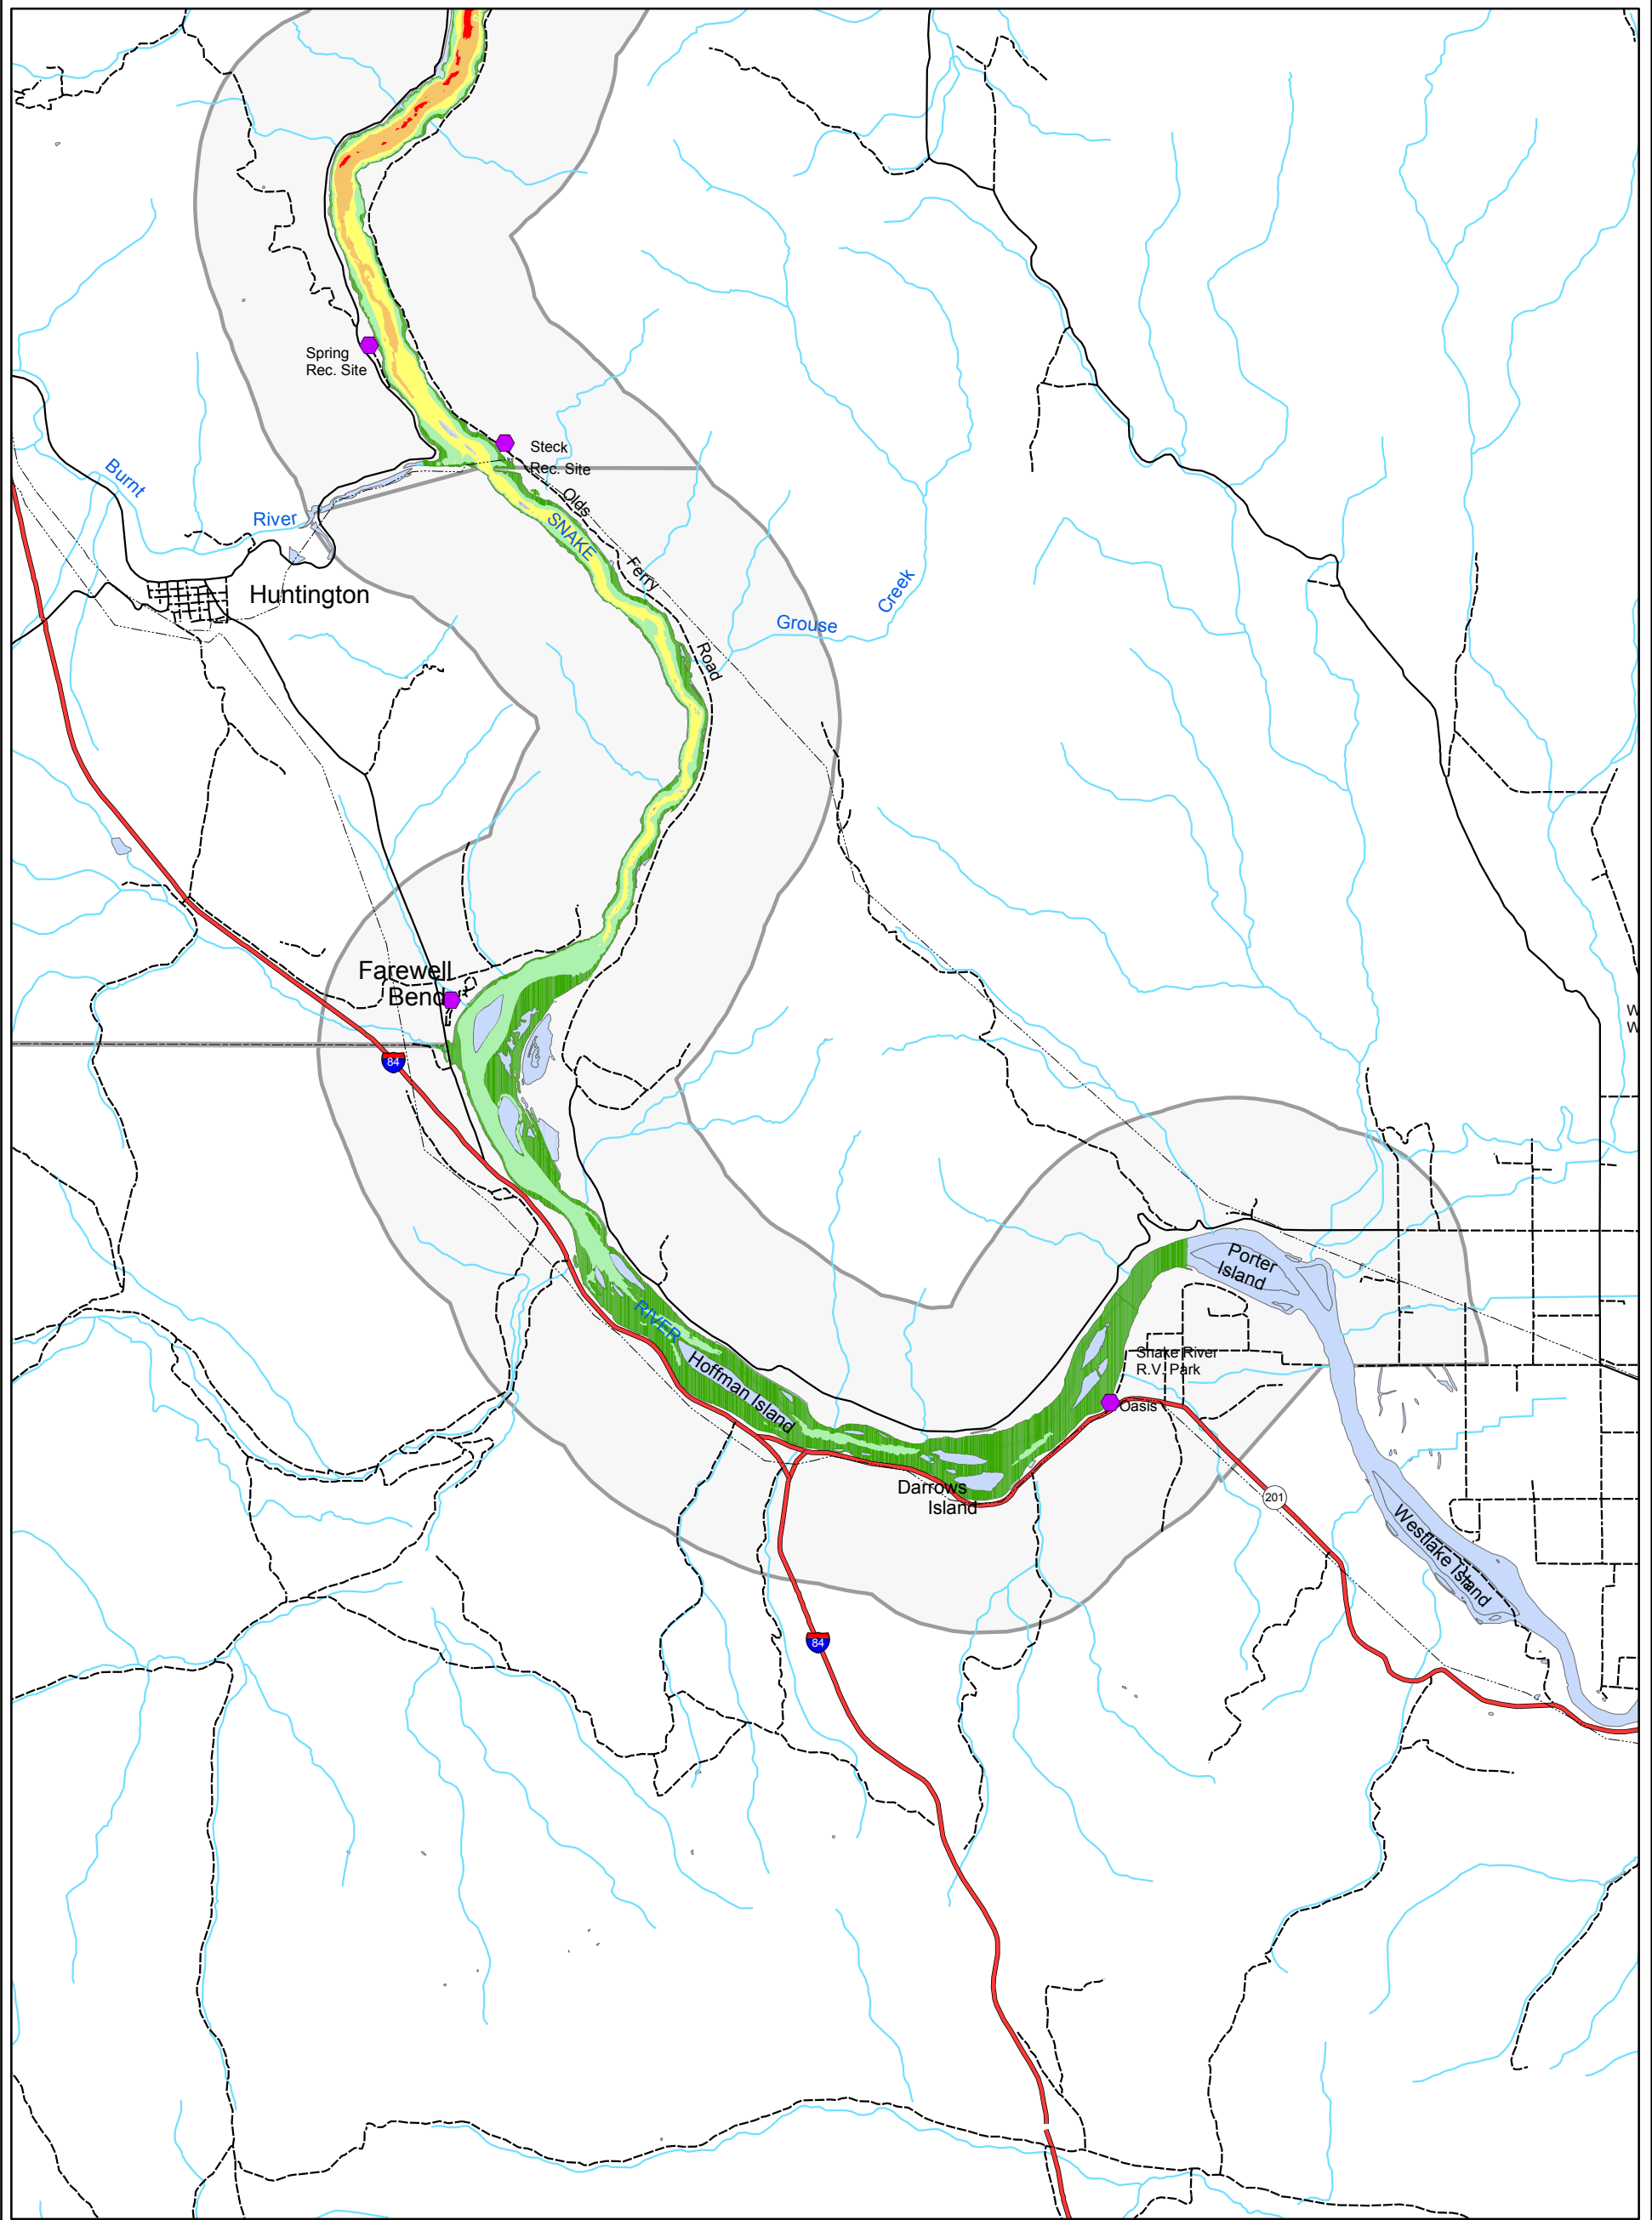 Spring
Rec. Site
Steck
Rec. Site
Burnt
River
Olds
SNAKE
Ferry
Huntington
Creek
Grouse
Road
Farewell
Bend
W
W
84
Porter
Island
RIVER
Hoffman Island
Snake River
R.V. Park
Oasis
Darrows
Island
201
Westlake Island
84